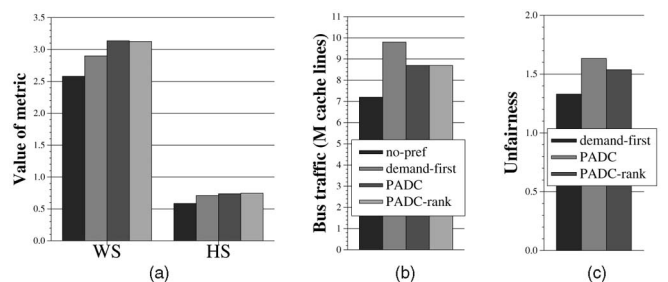 Value of metric
3.5
3.0
2.5
2.0
1.5
1.0
0.5
0.0
WS
HS
(a)
Bus traffic (M cache lines)
11
10
9
8
7
6
5
4
3
2
1
0
no-pref
demand-first
PADC
PADC-rank
(b)
Unfairness
2.0
1.5
1.0
0.5
0.0
demand-first
PADC
PADC-rank
(c)